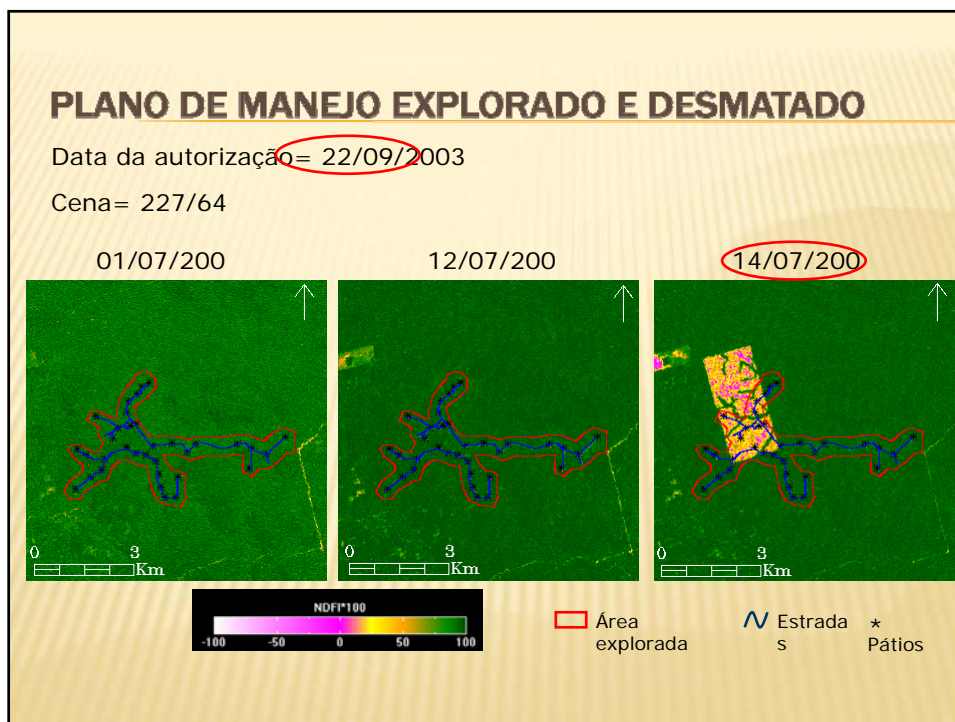 PLANO DE MANEJO EXPLORADO E DESMATADO
Data da autorização= 22/09/2003
Cena= 227/64
01/07/200 12/07/200 14/07/200
0 3 0 3 0 3
Km Km Km
NDFI*100
-100 -50 0 50 100
Área Estrada *
explorada s Pátios